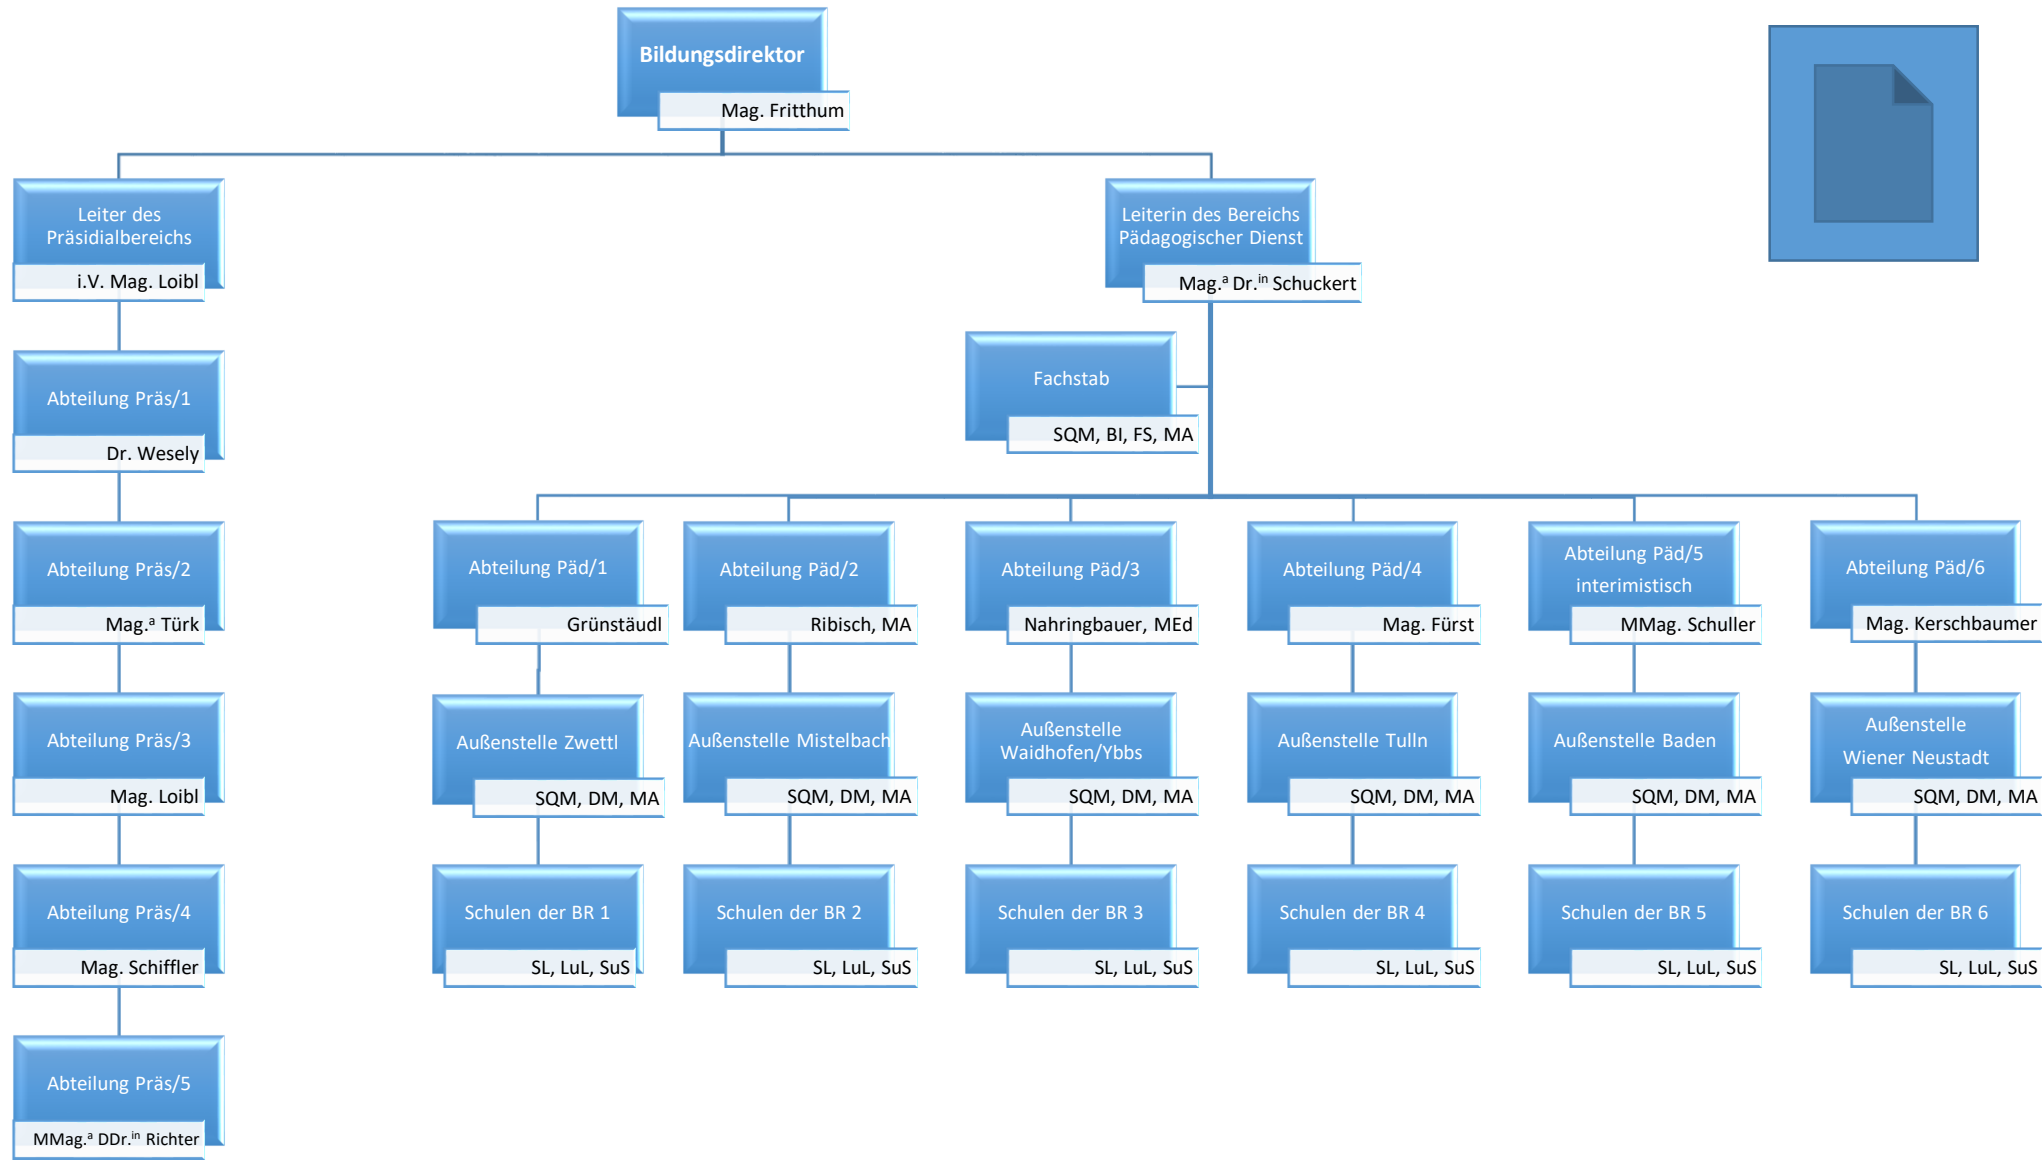 Bildungsdirektor
Mag. Fritthum
Leiter des
Präsidialbereichs
i.V. Mag. Loibl
Leiterin des Bereichs
Pädagogischer Dienst
Mag.ª Dr.ⁱⁿ Schuckert
Fachstab
SQM, BI, FS, MA
Abteilung Präs/1
Dr. Wesely
Abteilung Präs/2
Mag.ª Türk
Abteilung Präs/3
Mag. Loibl
Abteilung Präs/4
Mag. Schiffler
Abteilung Präs/5
MMag.ª DDr.ⁱⁿ Richter
Abteilung Päd/1
Grünstäudl
Außenstelle Zwettl
SQM, DM, MA
Schulen der BR 1
SL, LuL, SuS
Abteilung Päd/2
Ribisch, MA
Außenstelle Mistelbach
SQM, DM, MA
Schulen der BR 2
SL, LuL, SuS
Abteilung Päd/3
Nahringbauer, MEd
Außenstelle
Waidhofen/Ybbs
SQM, DM, MA
Schulen der BR 3
SL, LuL, SuS
Abteilung Päd/4
Mag. Fürst
Außenstelle Tulln
SQM, DM, MA
Schulen der BR 4
SL, LuL, SuS
Abteilung Päd/5
interimistisch
MMag. Schuller
Außenstelle Baden
SQM, DM, MA
Schulen der BR 5
SL, LuL, SuS
Abteilung Päd/6
Mag. Kerschbaumer
Außenstelle
Wiener Neustadt
SQM, DM, MA
Schulen der BR 6
SL, LuL, SuS